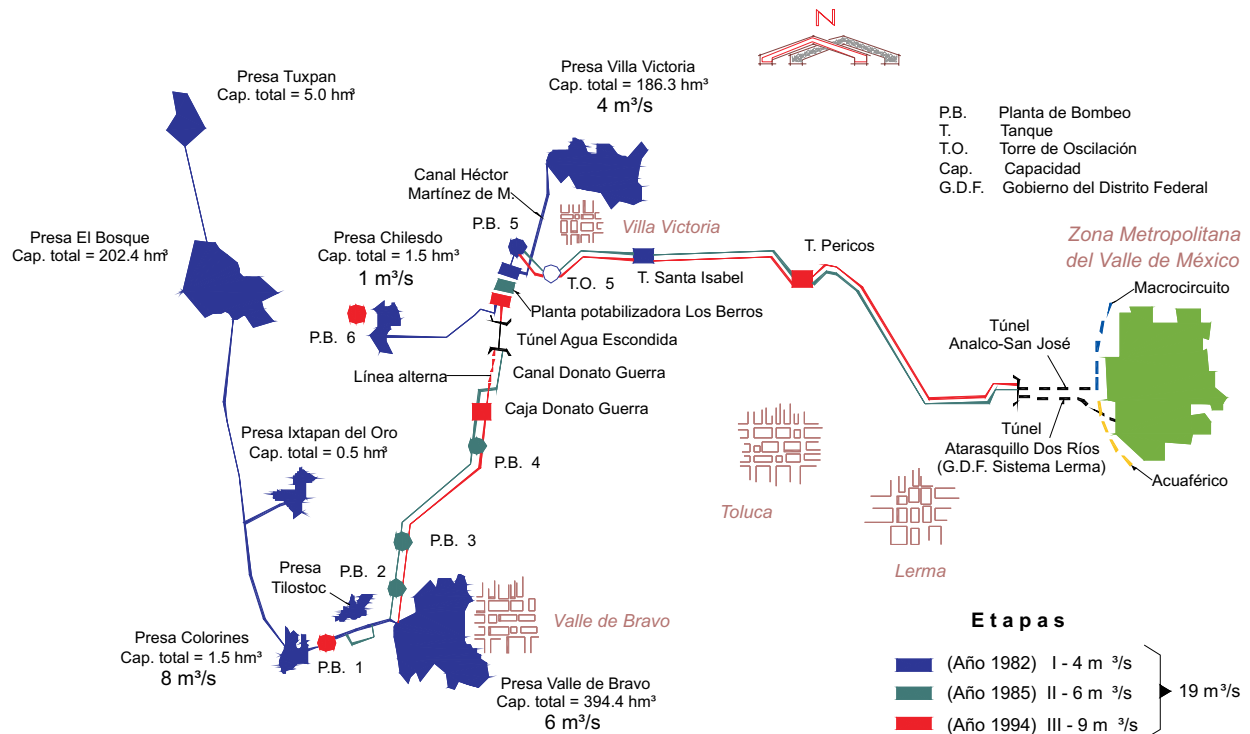 N
Presa Tuxpan
Cap. total = 5.0 hm³
Presa Villa Victoria
Cap. total = 186.3 hm³
4 m³/s
P.B. Planta de Bombeo
T. Tanque
T.O. Torre de Oscilación
Cap. Capacidad
G.D.F. Gobierno del Distrito Federal
Canal Héctor
Martínez de M.
P.B. 5
Villa Victoria
Presa El Bosque
Cap. total = 202.4 hm³
Presa Chilesdo
Cap. total = 1.5 hm³
1 m³/s
T. Pericos
Zona Metropolitana
del Valle de México
T.O. 5
T. Santa Isabel
Macrocircuito
P.B. 6
Planta potabilizadora Los Berros
Túnel Agua Escondida
Túnel
Analco-San José
Línea alterna
Canal Donato Guerra
Caja Donato Guerra
Presa Ixtapan del Oro
Cap. total = 0.5 hm³
P.B. 4
Túnel
Atarasquillo Dos Ríos
(G.D.F. Sistema Lerma)
Acuaférico
Toluca
Lerma
P.B. 3
Presa
Tilostoc
P.B. 2
Valle de Bravo
Presa Colorines
Cap. total = 1.5 hm³
8 m³/s
P.B. 1
Presa Valle de Bravo
Cap. total = 394.4 hm³
6 m³/s
Etapas
(Año 1982) I - 4 m ³/s
(Año 1985) II - 6 m ³/s
(Año 1994) III - 9 m ³/s
19 m³/s